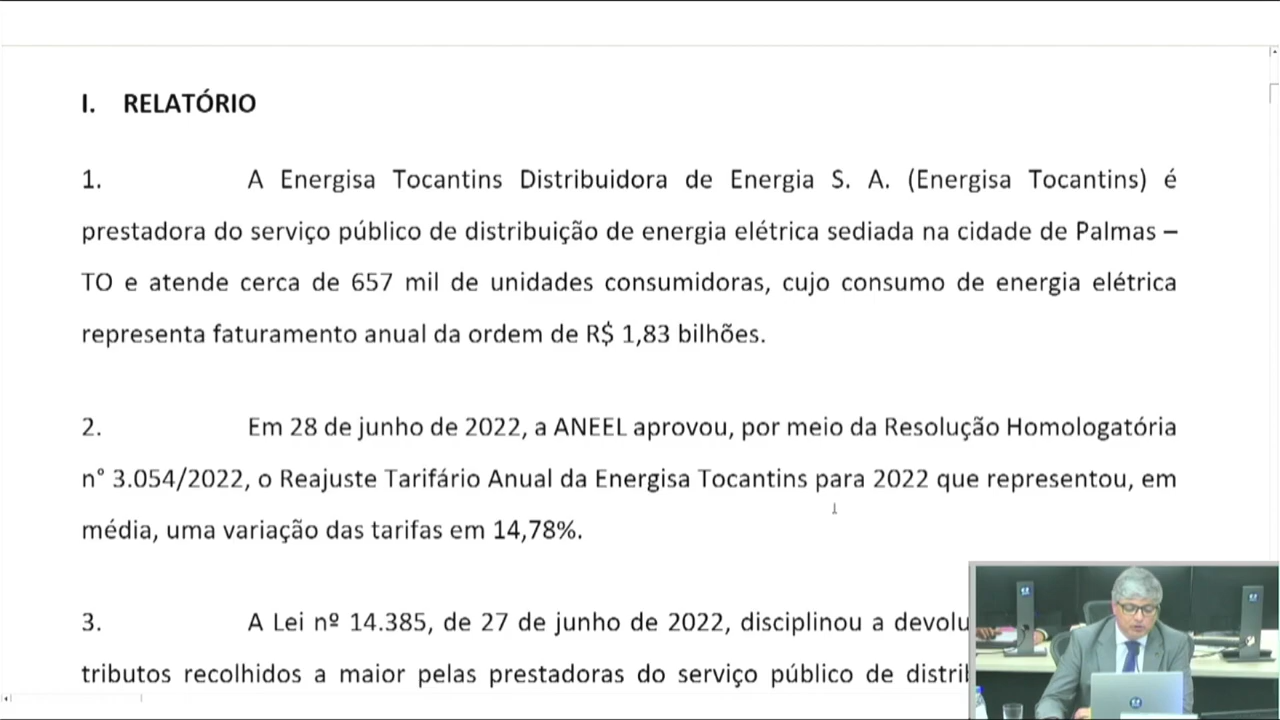 I. RELATÓRIO
1. A Energisa Tocantins Distribuidora de Energia S. A. (Energisa Tocantins) é
prestadora do serviço público de distribuição de energia elétrica sediada na cidade de Palmas –
TO e atende cerca de 657 mil de unidades consumidoras, cujo consumo de energia elétrica
representa faturamento anual da ordem de R$ 1,83 bilhões.
2. Em 28 de junho de 2022, a ANEEL aprovou, por meio da Resolução Homologatória
n° 3.054/2022, o Reajuste Tarifário Anual da Energisa Tocantins para 2022 que representou, em
média, uma variação das tarifas em 14,78%.
3. A Lei nº 14.385, de 27 de junho de 2022, disciplinou a devolu
tributos recolhidos a maior pelas prestadoras do serviço público de distri